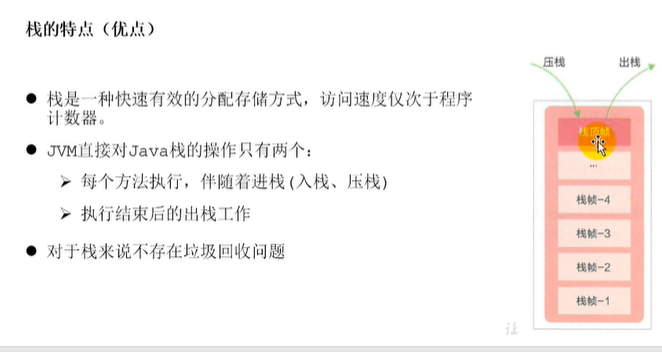 栈的特点（优点）
● 栈是一种快速有效的分配存储方式，访问速度仅次于程序
计数器。
● JVM直接对Java栈的操作只有两个：
➢ 每个方法执行，伴随着进栈(入栈、压栈)
➢ 执行结束后的出栈工作
● 对于栈来说不存在垃圾回收问题
压栈 出栈
栈顶帧
...
栈帧-4
栈帧-3
栈帧-2
栈帧-1
让